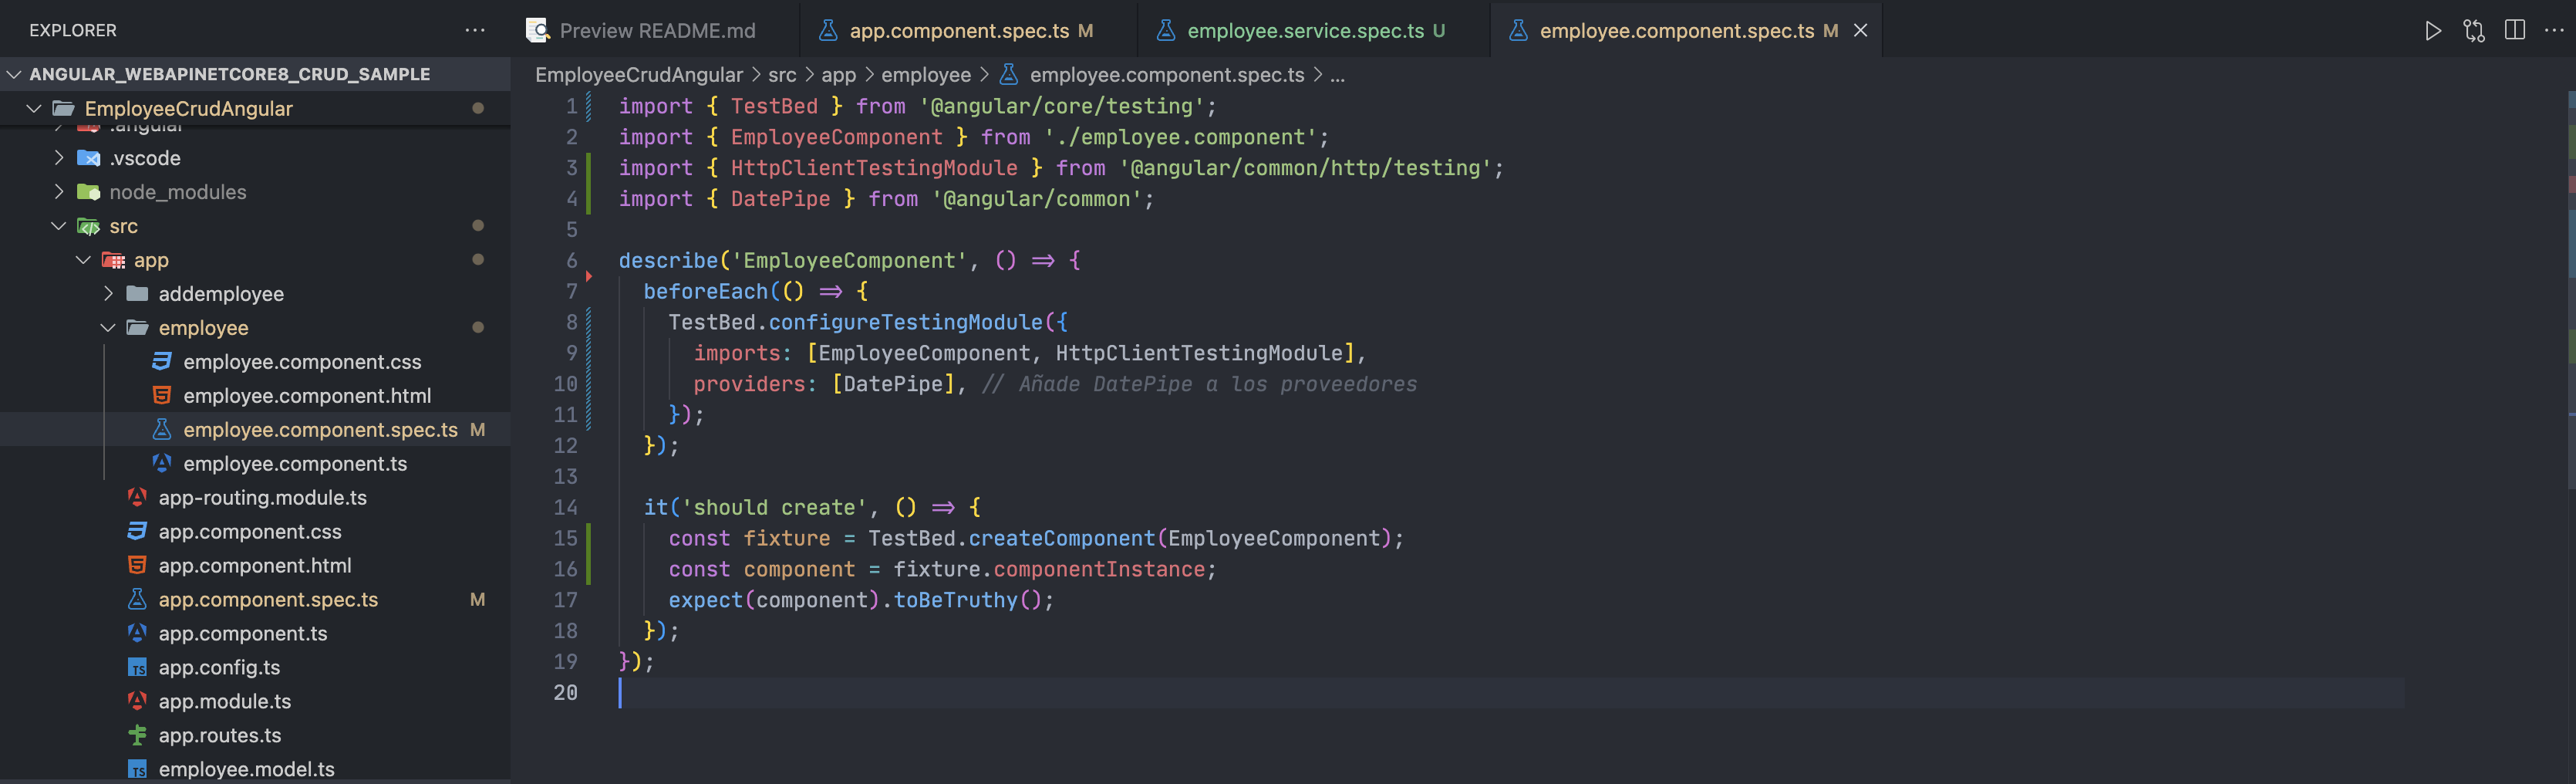 EXPLORER
ANGULAR_WEBAPINETCORE8_CRUD_SAMPLE
EmployeeCrudAngular
.angular
.vscode
node_modules
src
app
addemployee
employee
employee.component.css
employee.component.html
employee.component.spec.ts M
employee.component.ts
app-routing.module.ts
app.component.css
app.component.html
app.component.spec.ts M
app.component.ts
app.config.ts
app.module.ts
app.routes.ts
employee.model.ts
Preview README.md
app.component.spec.ts M
employee.service.spec.ts U
employee.component.spec.ts M
EmployeeCrudAngular > src > app > employee > employee.component.spec.ts > ...
1 import { TestBed } from '@angular/core/testing';
2 import { EmployeeComponent } from './employee.component';
3 import { HttpClientTestingModule } from '@angular/common/http/testing';
4 import { DatePipe } from '@angular/common';
5
6 describe('EmployeeComponent', () => {
7 beforeEach(() => {
8 TestBed.configureTestingModule({
9 imports: [EmployeeComponent, HttpClientTestingModule],
10 providers: [DatePipe], // Añade DatePipe a los proveedores
11 });
12 });
13
14 it('should create', () => {
15 const fixture = TestBed.createComponent(EmployeeComponent);
16 const component = fixture.componentInstance;
17 expect(component).toBeTruthy();
18 });
19 });
20